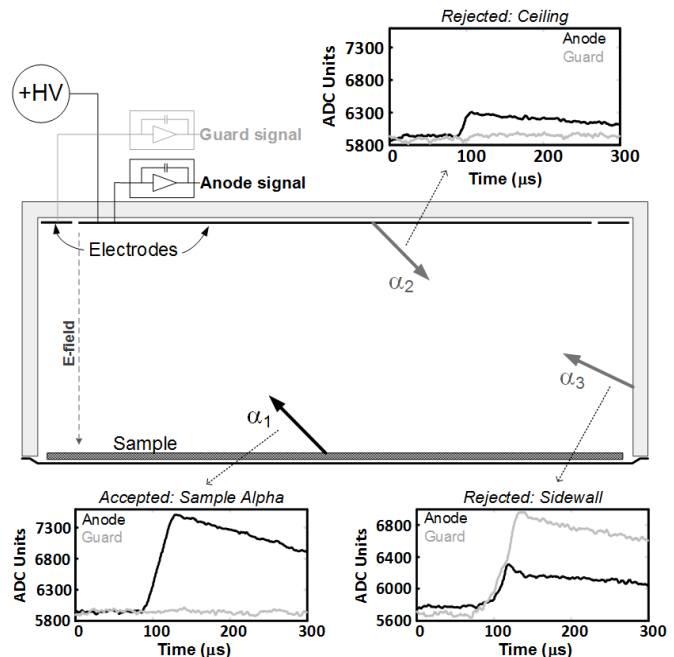 Rejected: Ceiling
ADC Units
7300
6300
5800
Anode
Guard
0 100 200 300
Time (μs)
+HV
Guard signal
Anode signal
Electrodes
E-field
α2
α3
α1
Sample
Accepted: Sample Alpha
ADC Units
7300
6300
5800
Anode
Guard
0 100 200 300
Time (μs)
Rejected: Sidewall
ADC Units
6800
6400
6000
5600
Anode
Guard
0 100 200 300
Time (μs)